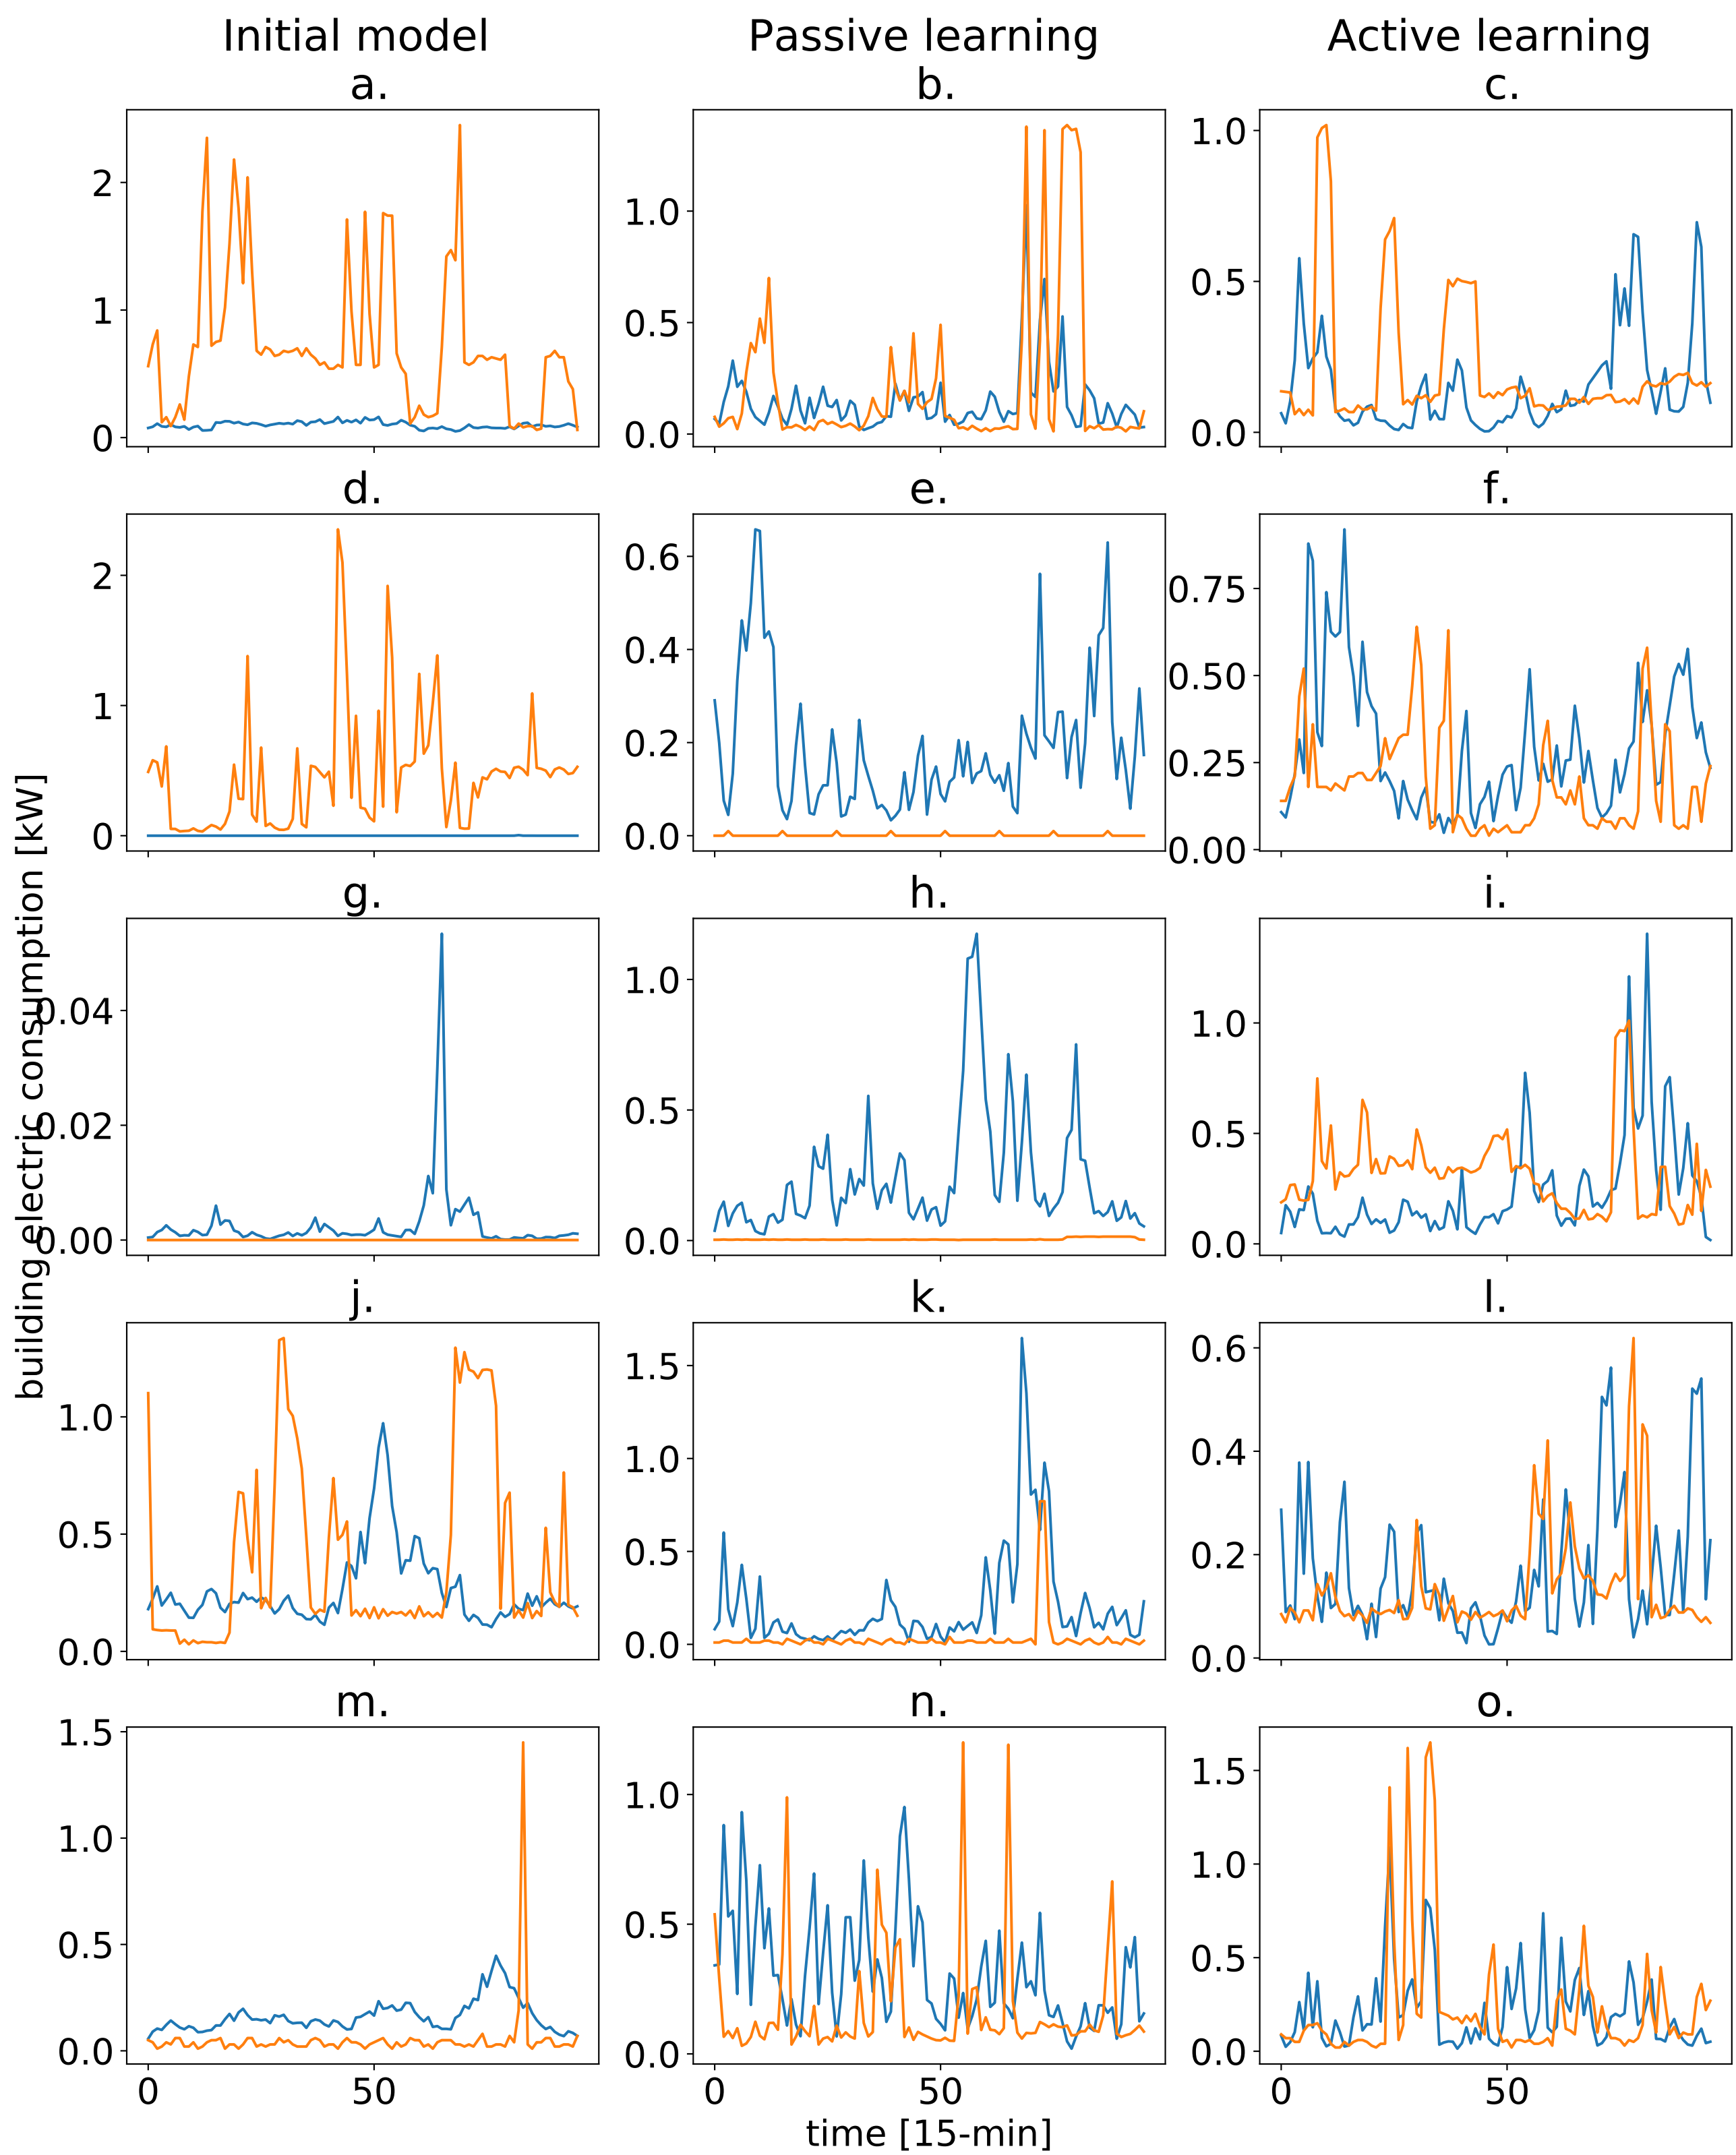 Initial model Passive learning Active learning
a. b. c.
2 1.0 1.0
1 0.5 0.5
0 0.0 0.0
d. e. f.
2 0.6 0.75
1 0.4 0.50
0 0.2 0.25
0.0 0.00
g. h. i.
0.04 1.0 1.0
0.02 0.5 0.5
0.00 0.0 0.0
building electric consumption [kW]
j. k. l.
1.0 1.5 0.6
0.5 1.0 0.4
0.0 0.5 0.2
0.0 0.0
m. n. o.
1.5 1.0 1.5
1.0 0.5 1.0
0.5 0.0 0.5
0.0 0.0
0 50 0 50 0 50
time [15-min]